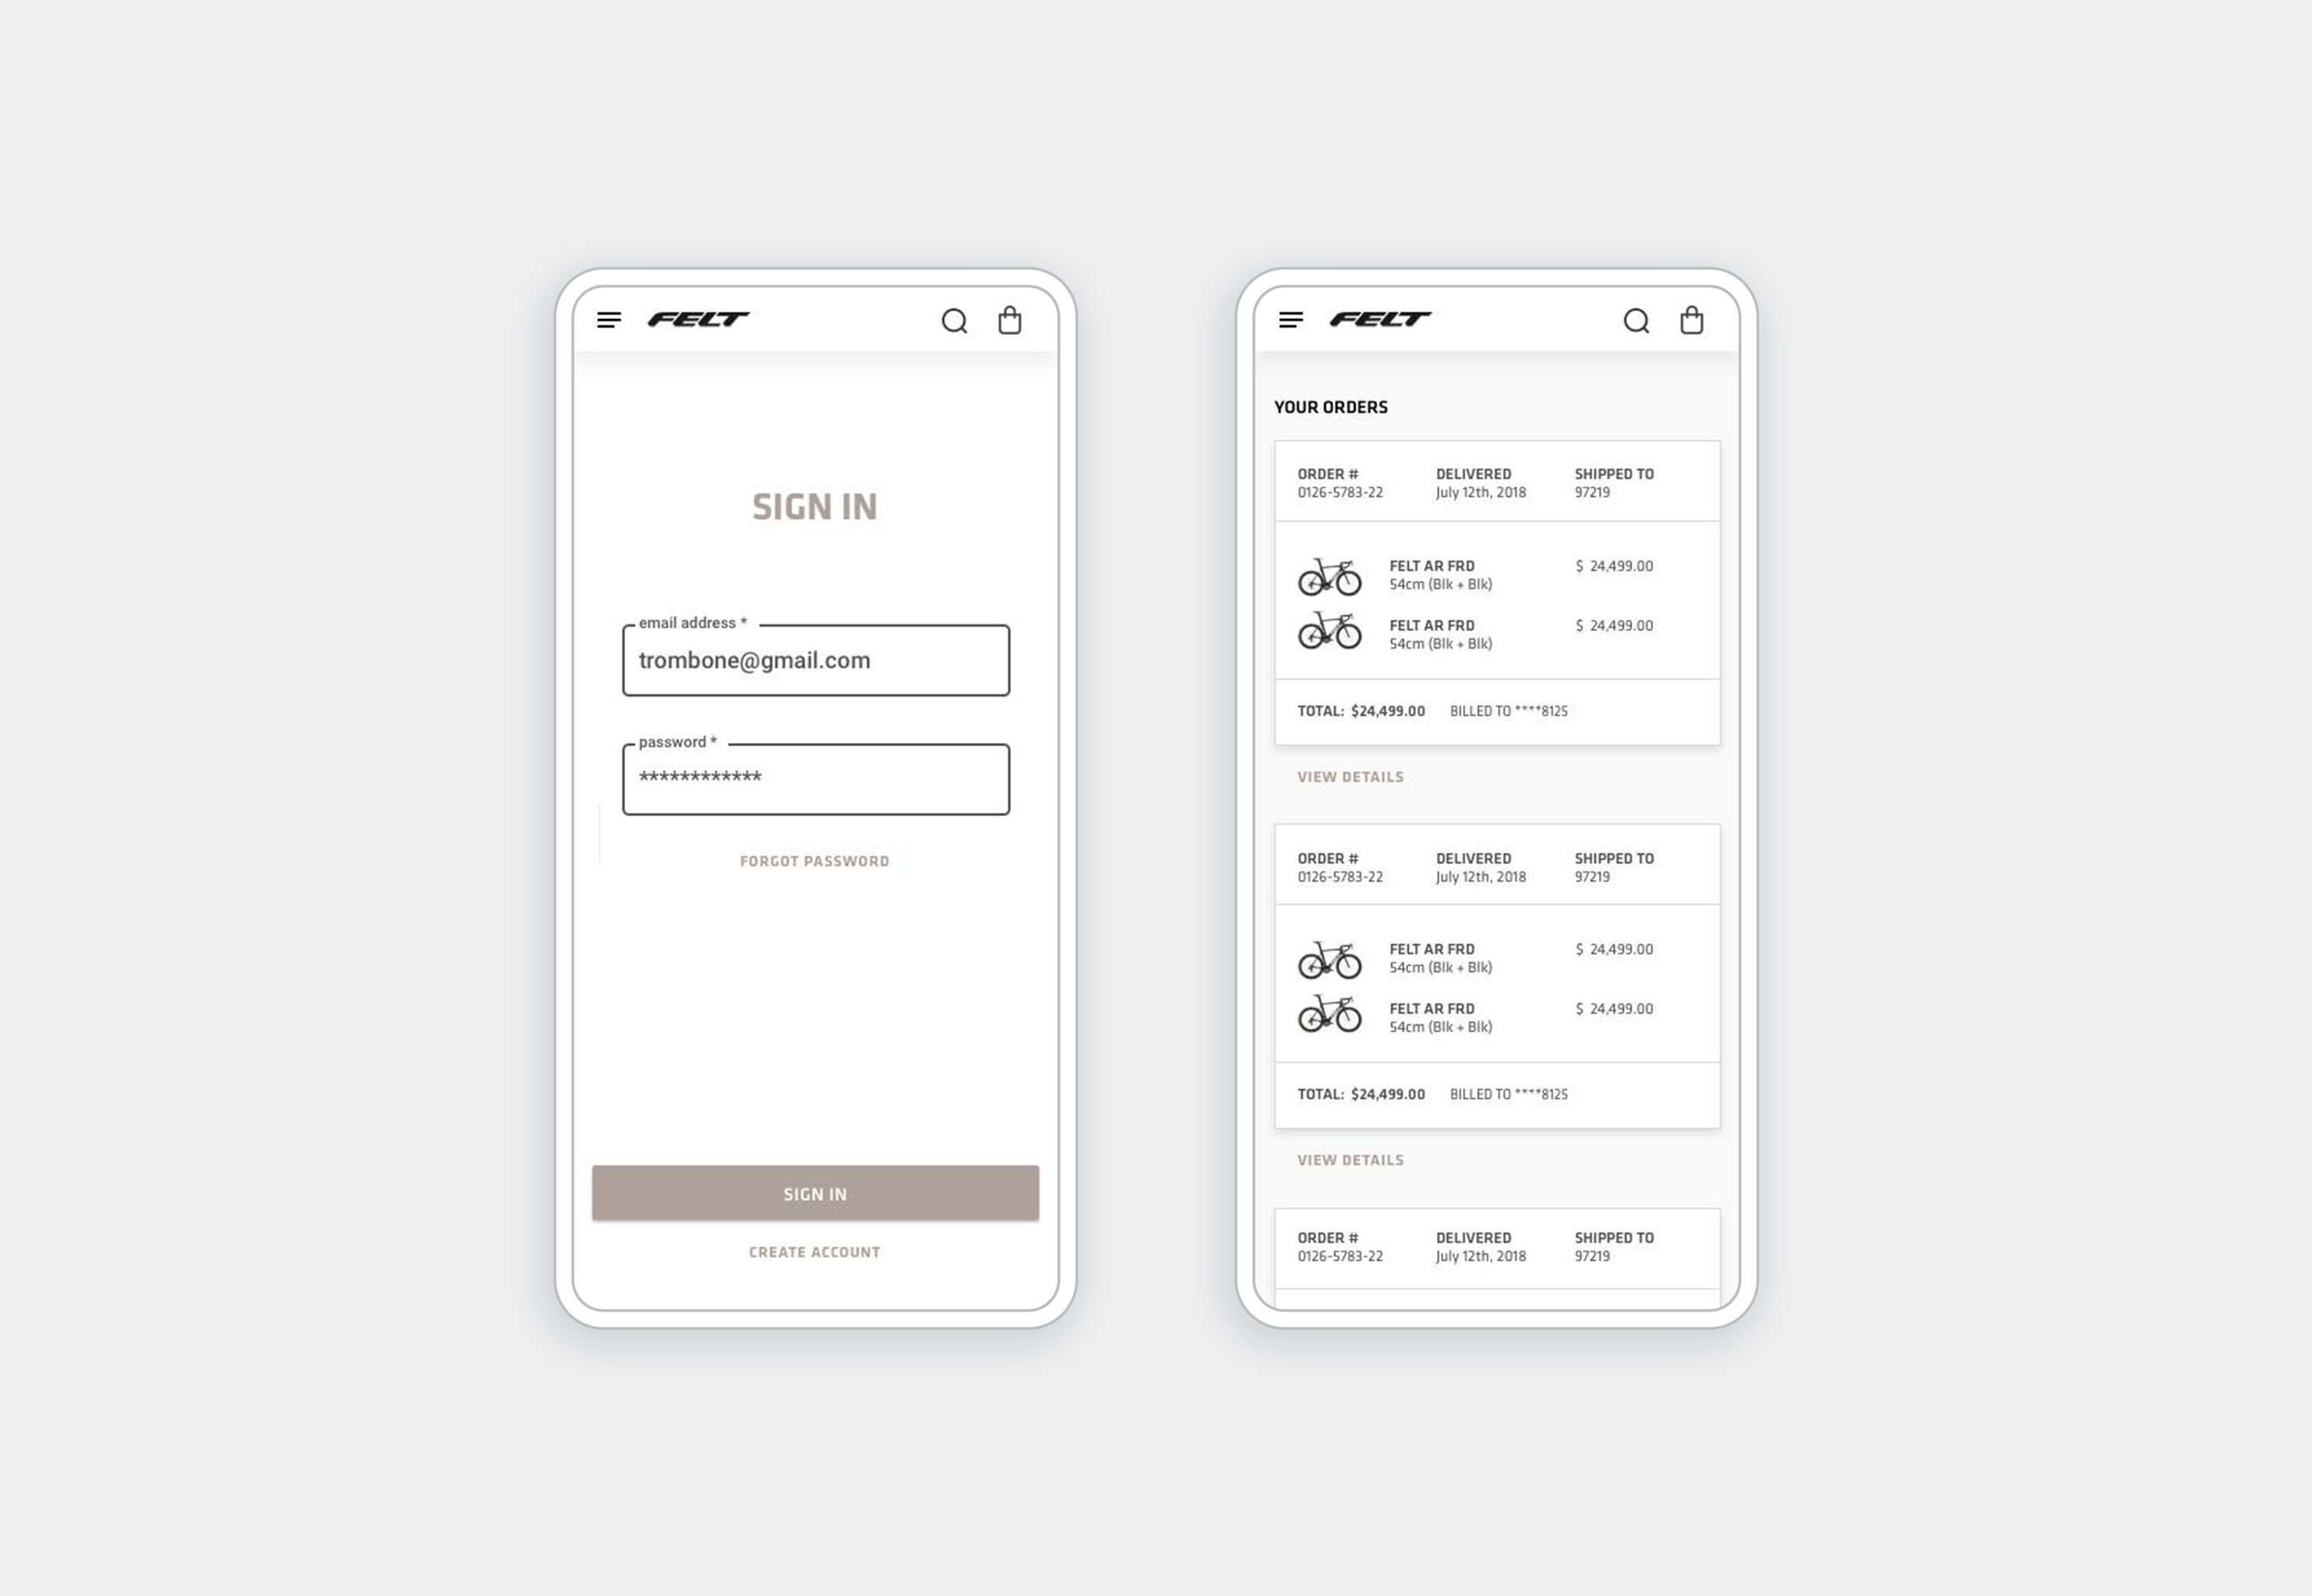 FELT
SIGN IN
email address *
trombone@gmail.com
password *
************
FORGOT PASSWORD
SIGN IN
CREATE ACCOUNT
FELT
YOUR ORDERS
ORDER # DELIVERED SHIPPED TO
0126-5783-22 July 12th, 2018 97219
FELT AR FRD $ 24,499.00
54cm (Blk + Blk)
FELT AR FRD $ 24,499.00
54cm (Blk + Blk)
TOTAL: $24,499.00 BILLED TO ****8125
VIEW DETAILS
ORDER # DELIVERED SHIPPED TO
0126-5783-22 July 12th, 2018 97219
FELT AR FRD $ 24,499.00
54cm (Blk + Blk)
FELT AR FRD $ 24,499.00
54cm (Blk + Blk)
TOTAL: $24,499.00 BILLED TO ****8125
VIEW DETAILS
ORDER # DELIVERED SHIPPED TO
0126-5783-22 July 12th, 2018 97219